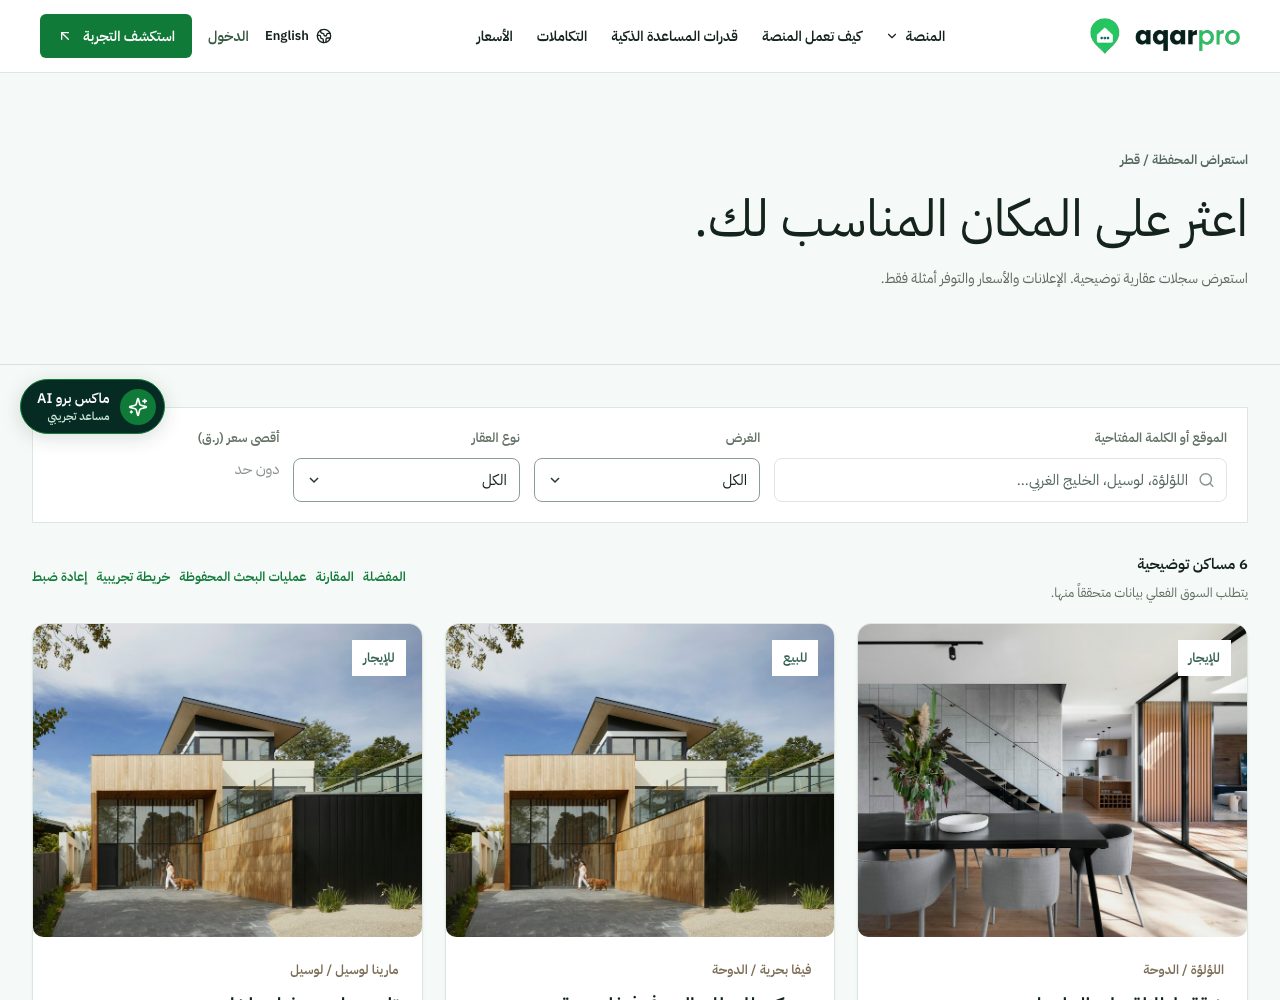 aqarpro
المنصة
كيف تعمل المنصة
قدرات المساعدة الذكية
التكاملات
الأسعار
English
الدخول
استكشف التجربة
استعراض المحفظة / قطر
اعثر على المكان المناسب لك.
استعرض سجلات عقارية توضيحية. الإعلانات والأسعار والتوفر أمثلة فقط.
ماكس برو AI
مساعد تجريبي
الموقع أو الكلمة المفتاحية
الغرض
نوع العقار
أقصى سعر (ر.ق)
اللؤلؤة، لوسيل، الخليج الغربي...
الكل
الكل
دون حد
6 مساكن توضيحية
يتطلب السوق الفعلي بيانات متحققاً منها.
المفضلة
المقارنة
عمليات البحث المحفوظة
خريطة تجريبية
إعادة ضبط
للإيجار
للبيع
للإيجار
اللؤلؤة / الدوحة
فيفا بحرية / الدوحة
مارينا لوسيل / لوسيل